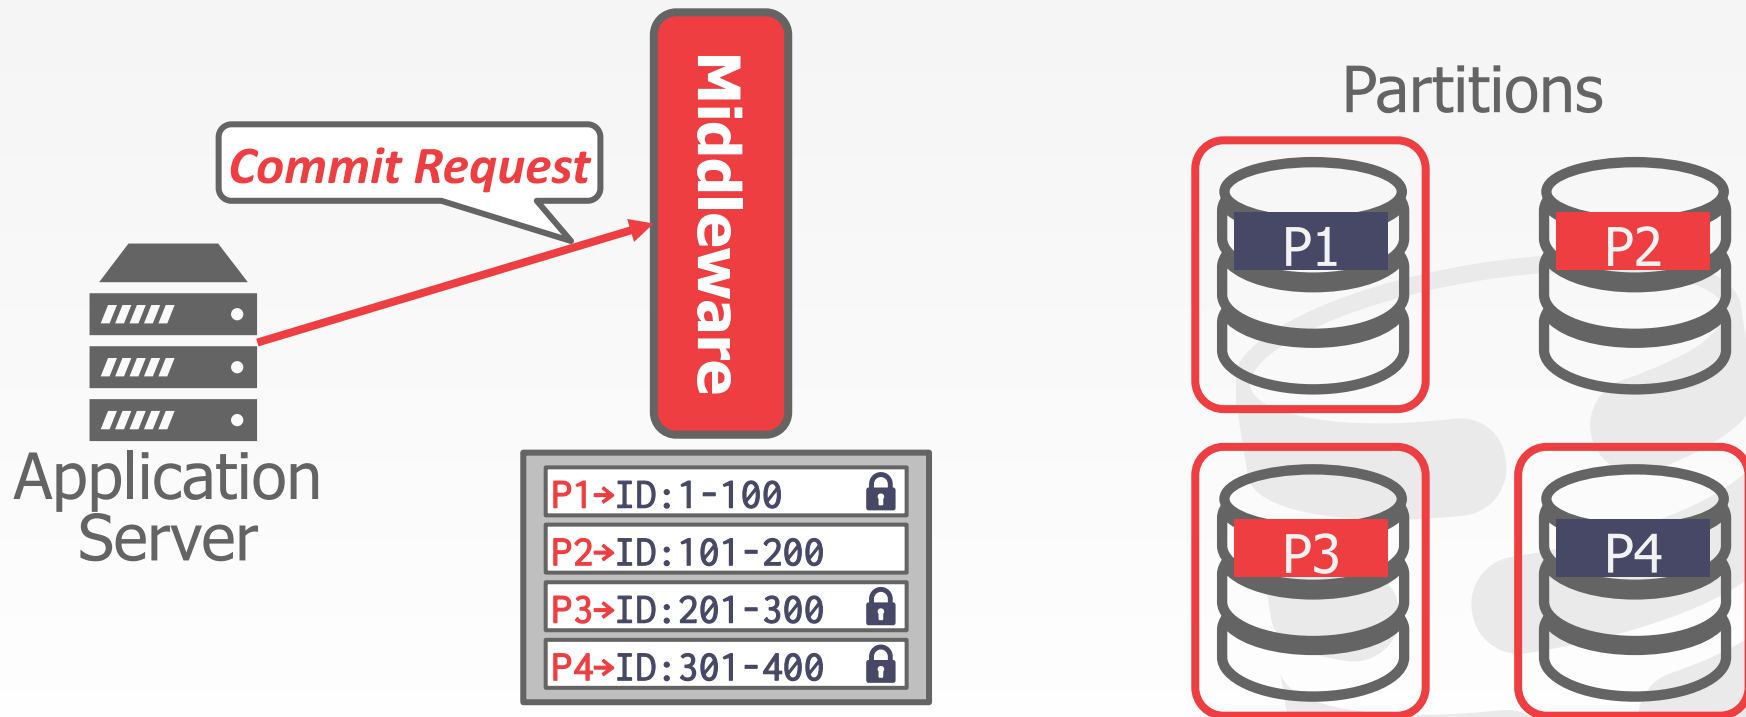 Middleware
Partitions
Commit Request
P1
P2
Application
Server
P1→ID:1-100
P2→ID:101-200
P3→ID:201-300
P4→ID:301-400
P3
P4